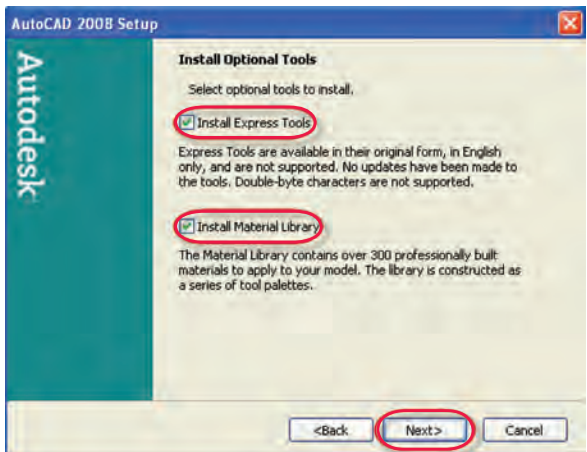 AutoCAD 2008 Setup
Autodesk
Install Optional Tools
Select optional tools to install.
Install Express Tools
Express Tools are available in their original form, in English
only, and are not supported. No updates have been made to
the tools. Double-byte characters are not supported.
Install Material Library
The Material Library contains over 300 professionally built
materials to apply to your model. The library is constructed as
a series of tool palettes.
<Back
Next>
Cancel